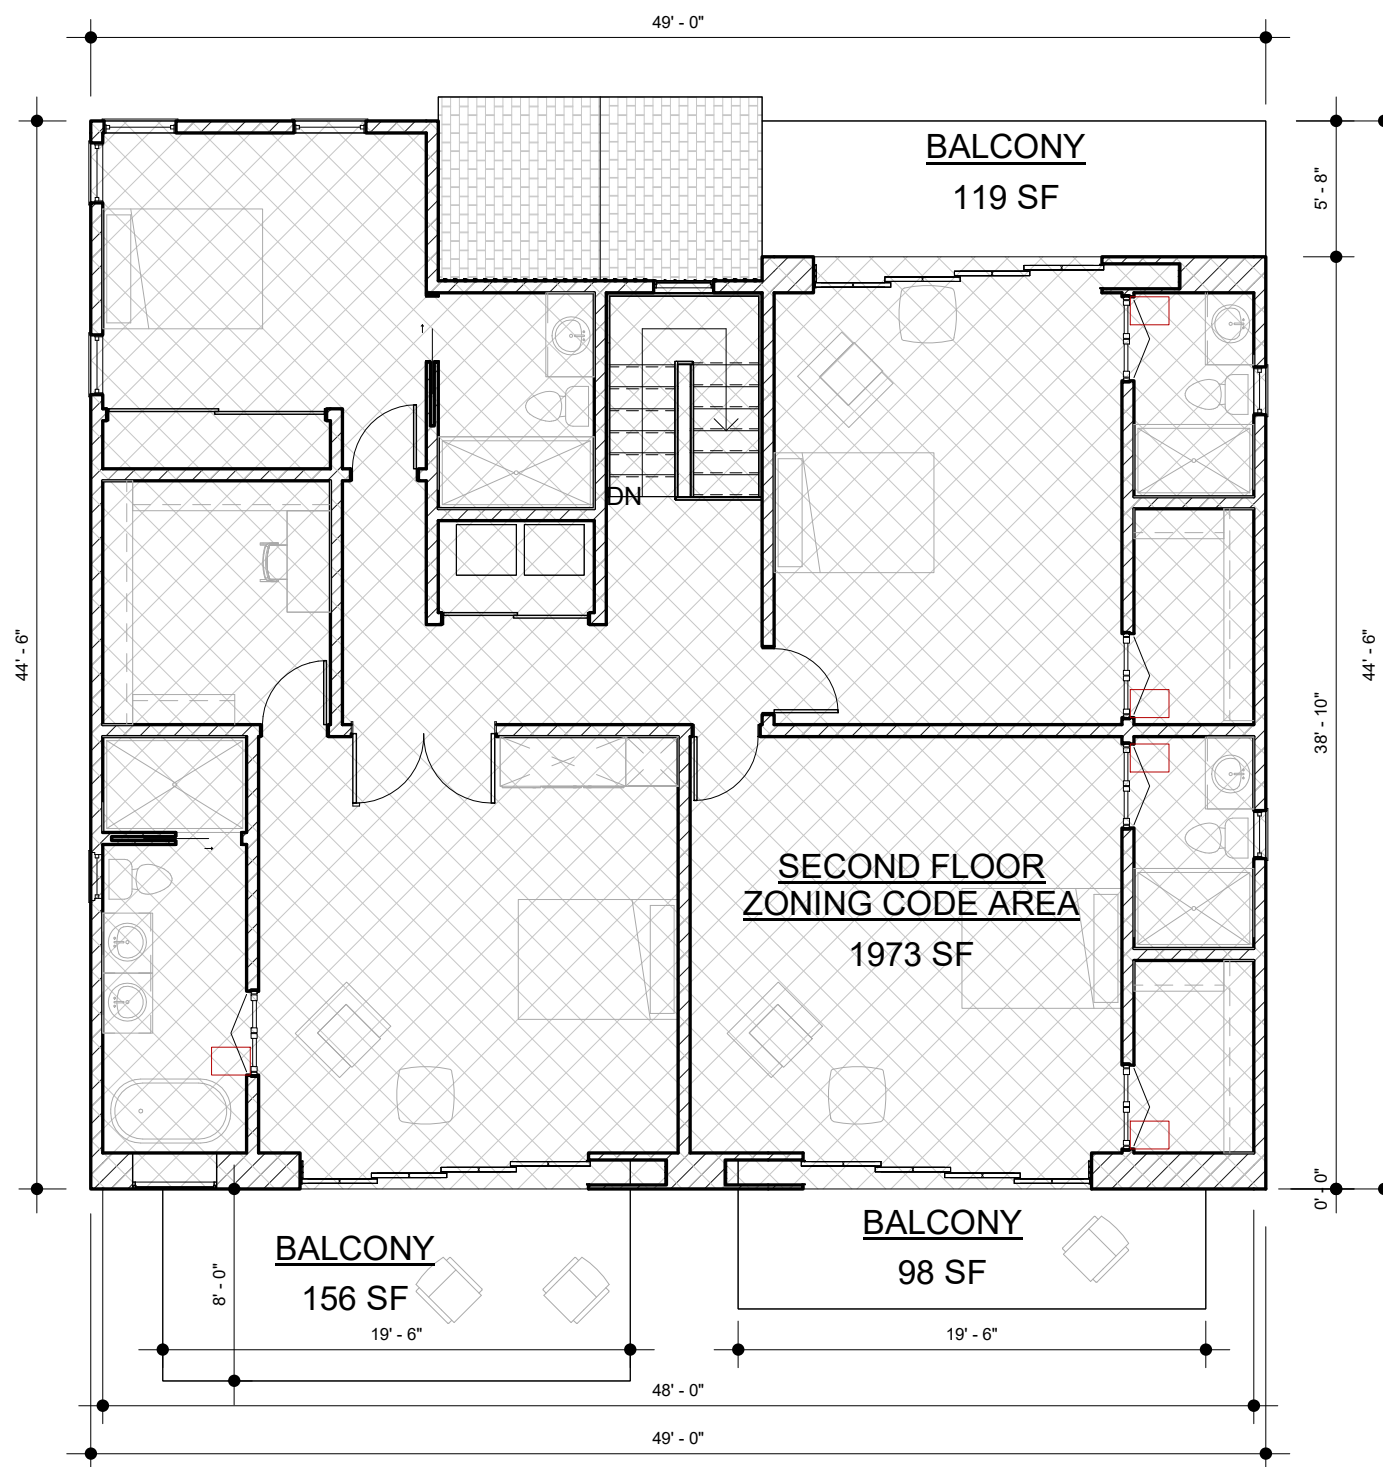 49' - 0"
BALCONY
119 SF
5' - 8"
DN
44' - 6"
44' - 6"
38' - 10"
SECOND FLOOR
ZONING CODE AREA
1973 SF
0' - 0"
BALCONY
156 SF
8' - 0"
BALCONY
98 SF
19' - 6"
19' - 6"
48' - 0"
49' - 0"